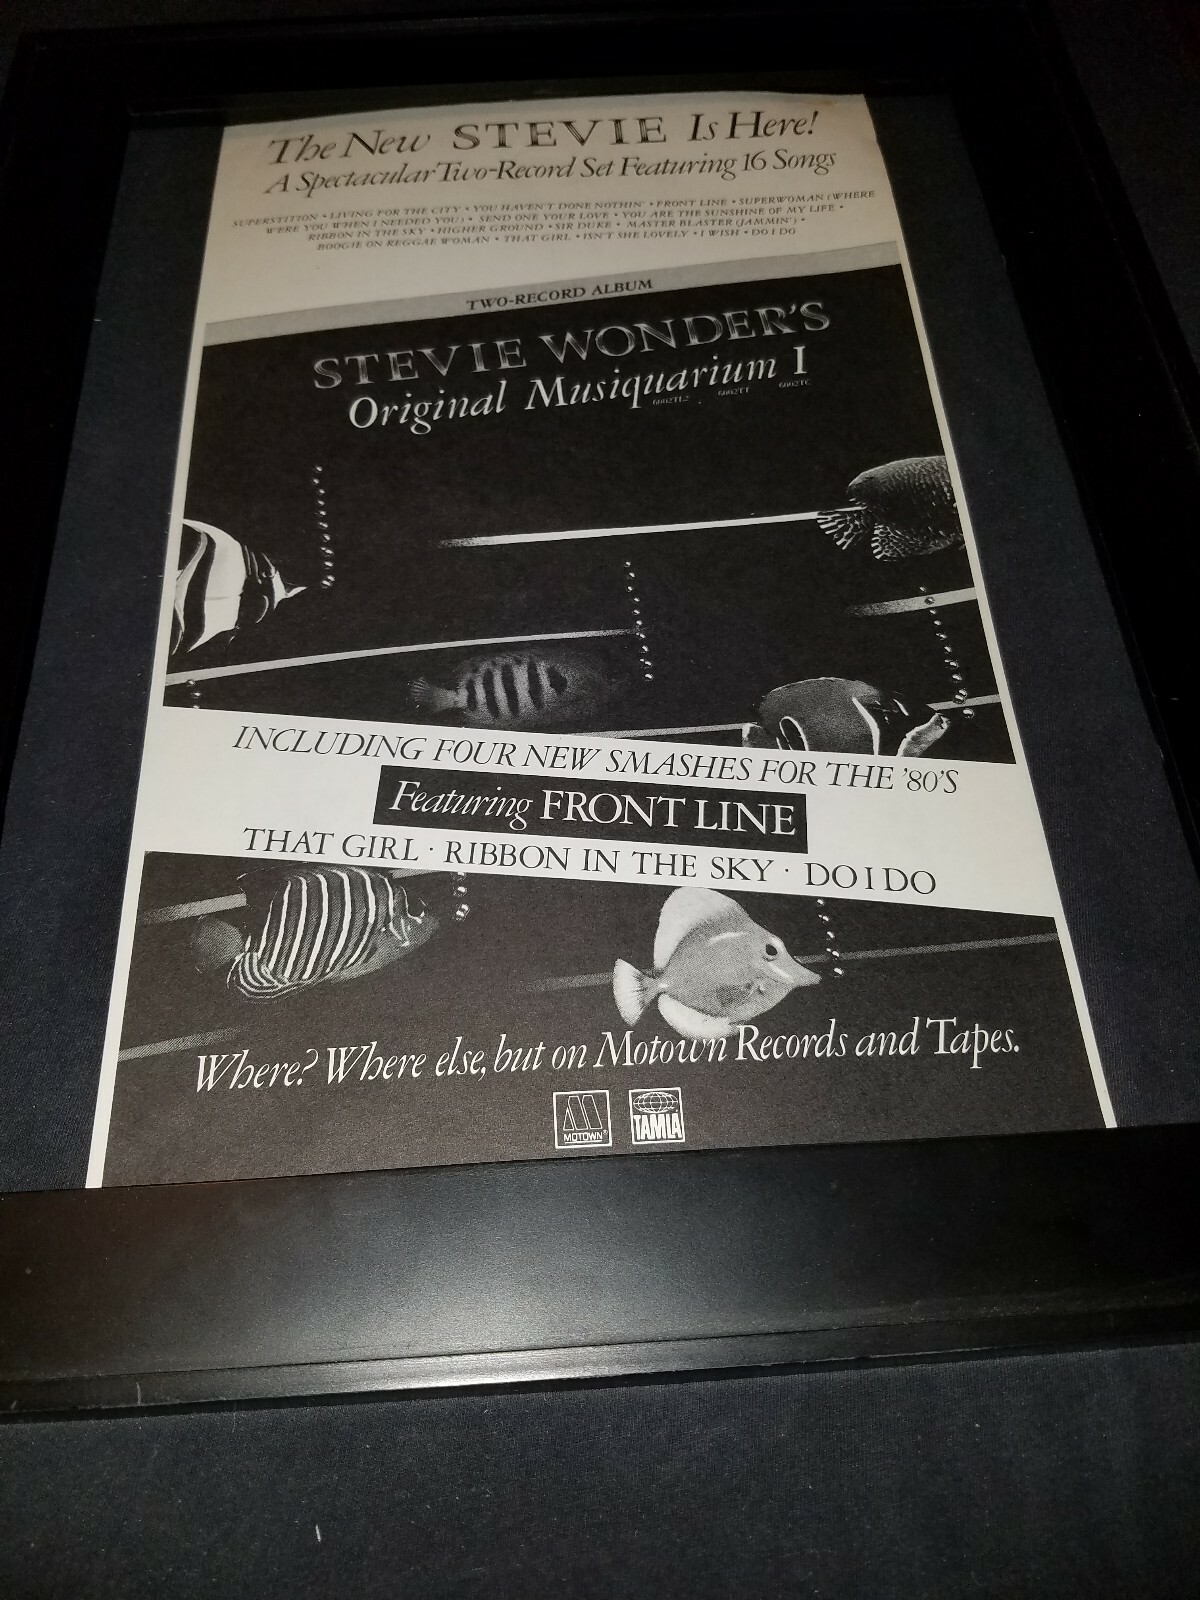 The New STEVIE Is Here!
A Spectacular Two-Record Set Featuring 16 Songs
SUPERSTITION • LIVING FOR THE CITY • YOU HAVEN'T DONE NOTHIN' • FRONT LINE • SUPERWOMAN (WHERE
WERE YOU WHEN I NEEDED YOU) • SEND ONE YOUR LOVE • YOU ARE THE SUNSHINE OF MY LIFE •
RIBBON IN THE SKY • HIGHER GROUND • SIR DUKE • MASTER BLASTER (JAMMIN') •
BOOGIE ON REGGAE WOMAN • THAT GIRL • ISN'T SHE LOVELY • I WISH • DO I DO
TWO-RECORD ALBUM
STEVIE WONDER'S
Original Musiquarium I
6002TL2 6002TT 6002TC
INCLUDING FOUR NEW SMASHES FOR THE '80'S
Featuring FRONT LINE
THAT GIRL · RIBBON IN THE SKY · DO I DO
Where? Where else, but on Motown Records and Tapes.
MOTOWN® TAMLA